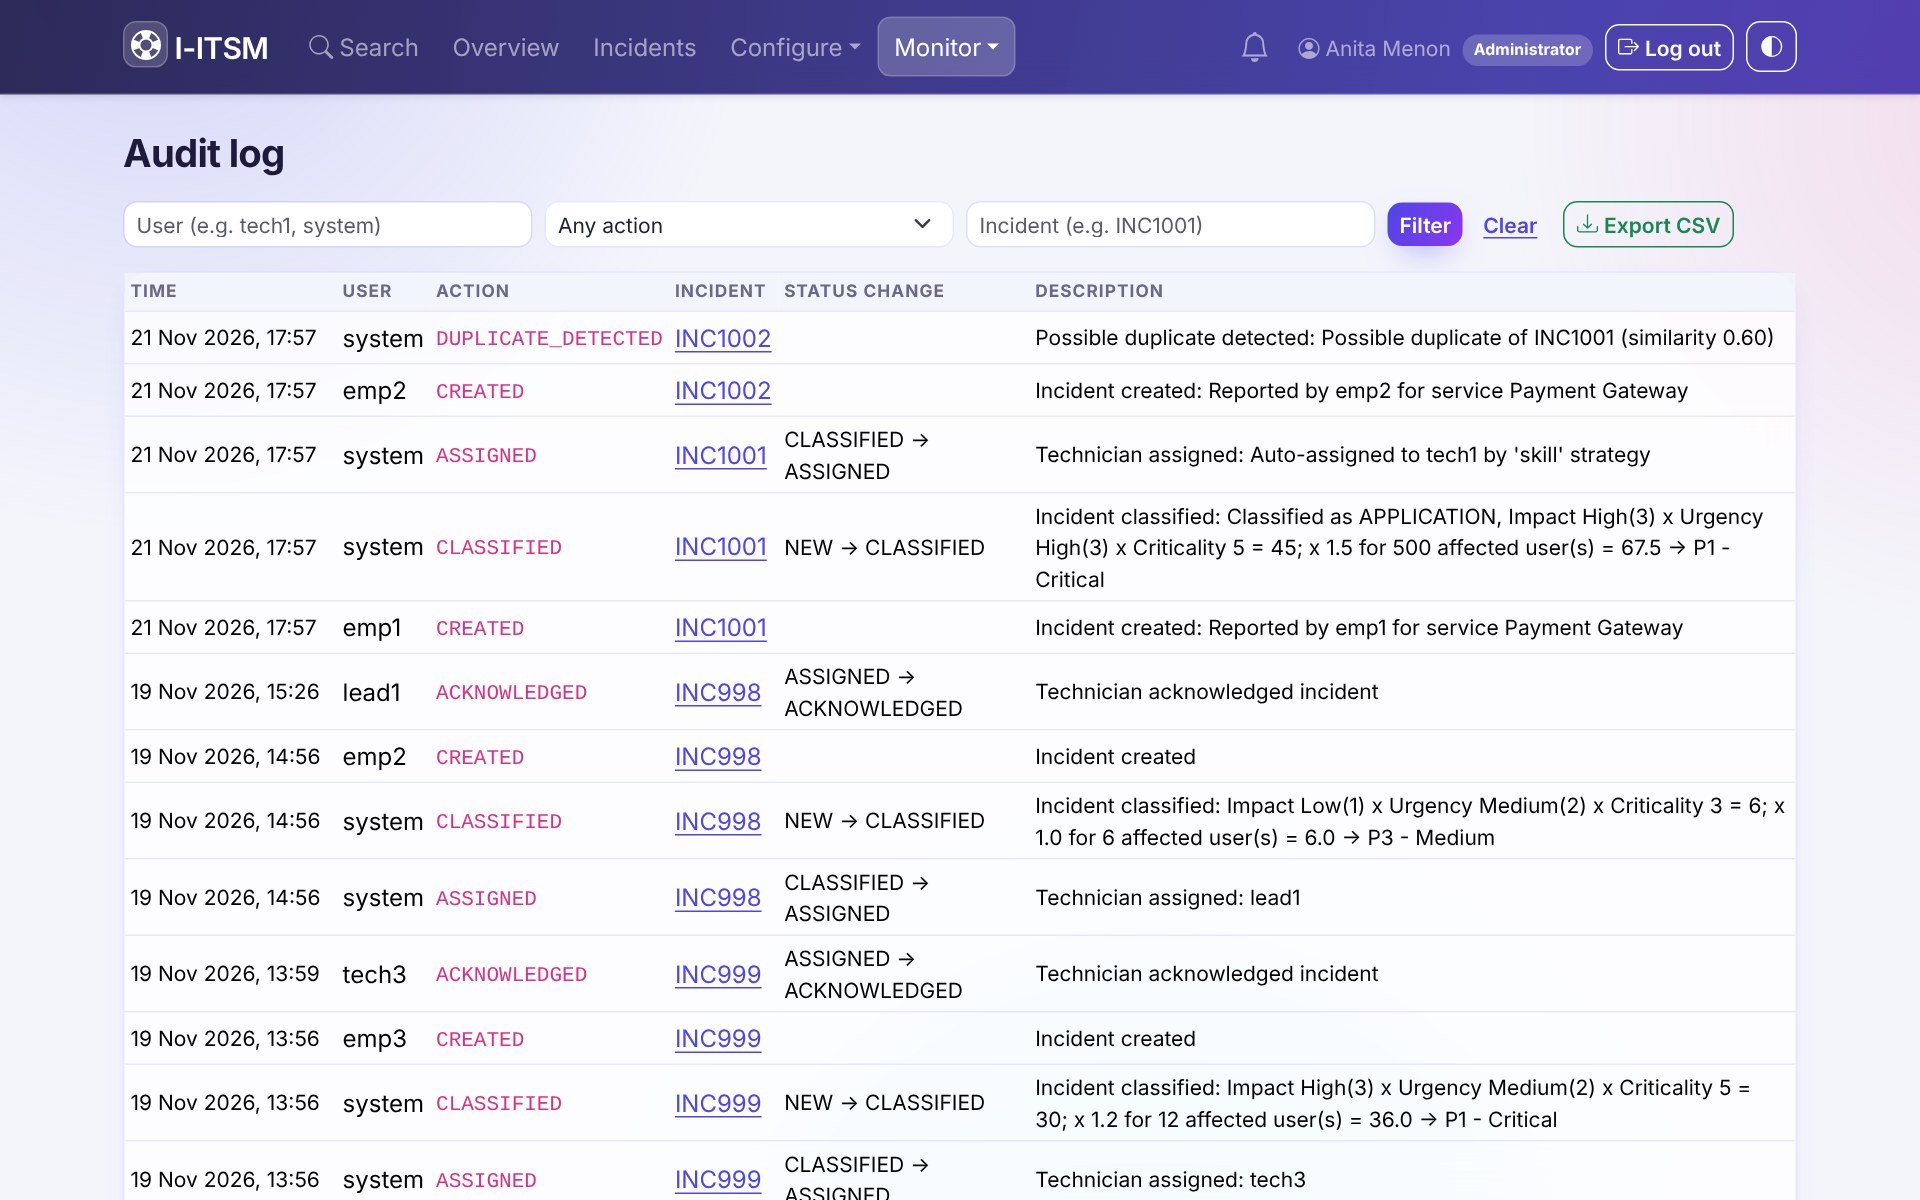 I-ITSM Search Overview Incidents Configure Monitor Anita Menon Administrator Log out
Audit log
User (e.g. tech1, system) Any action Incident (e.g. INC1001) Filter Clear Export CSV
TIME USER ACTION INCIDENT STATUS CHANGE DESCRIPTION
21 Nov 2026, 17:57 system DUPLICATE_DETECTED INC1002 Possible duplicate detected: Possible duplicate of INC1001 (similarity 0.60)
21 Nov 2026, 17:57 emp2 CREATED INC1002 Incident created: Reported by emp2 for service Payment Gateway
21 Nov 2026, 17:57 system ASSIGNED INC1001 CLASSIFIED →
ASSIGNED
Technician assigned: Auto-assigned to tech1 by 'skill' strategy
21 Nov 2026, 17:57 system CLASSIFIED INC1001 NEW → CLASSIFIED
Incident classified: Classified as APPLICATION, Impact High(3) x Urgency
High(3) x Criticality 5 = 45; x 1.5 for 500 affected user(s) = 67.5 → P1 -
Critical
21 Nov 2026, 17:57 emp1 CREATED INC1001 Incident created: Reported by emp1 for service Payment Gateway
19 Nov 2026, 15:26 lead1 ACKNOWLEDGED INC998 ASSIGNED →
ACKNOWLEDGED
Technician acknowledged incident
19 Nov 2026, 14:56 emp2 CREATED INC998 Incident created
19 Nov 2026, 14:56 system CLASSIFIED INC998 NEW → CLASSIFIED
Incident classified: Impact Low(1) x Urgency Medium(2) x Criticality 3 = 6; x
1.0 for 6 affected user(s) = 6.0 → P3 - Medium
19 Nov 2026, 14:56 system ASSIGNED INC998 CLASSIFIED →
ASSIGNED
Technician assigned: lead1
19 Nov 2026, 13:59 tech3 ACKNOWLEDGED INC999 ASSIGNED →
ACKNOWLEDGED
Technician acknowledged incident
19 Nov 2026, 13:56 emp3 CREATED INC999 Incident created
19 Nov 2026, 13:56 system CLASSIFIED INC999 NEW → CLASSIFIED
Incident classified: Impact High(3) x Urgency Medium(2) x Criticality 5 =
30; x 1.2 for 12 affected user(s) = 36.0 → P1 - Critical
19 Nov 2026, 13:56 system ASSIGNED INC999 CLASSIFIED →
ASSIGNED
Technician assigned: tech3